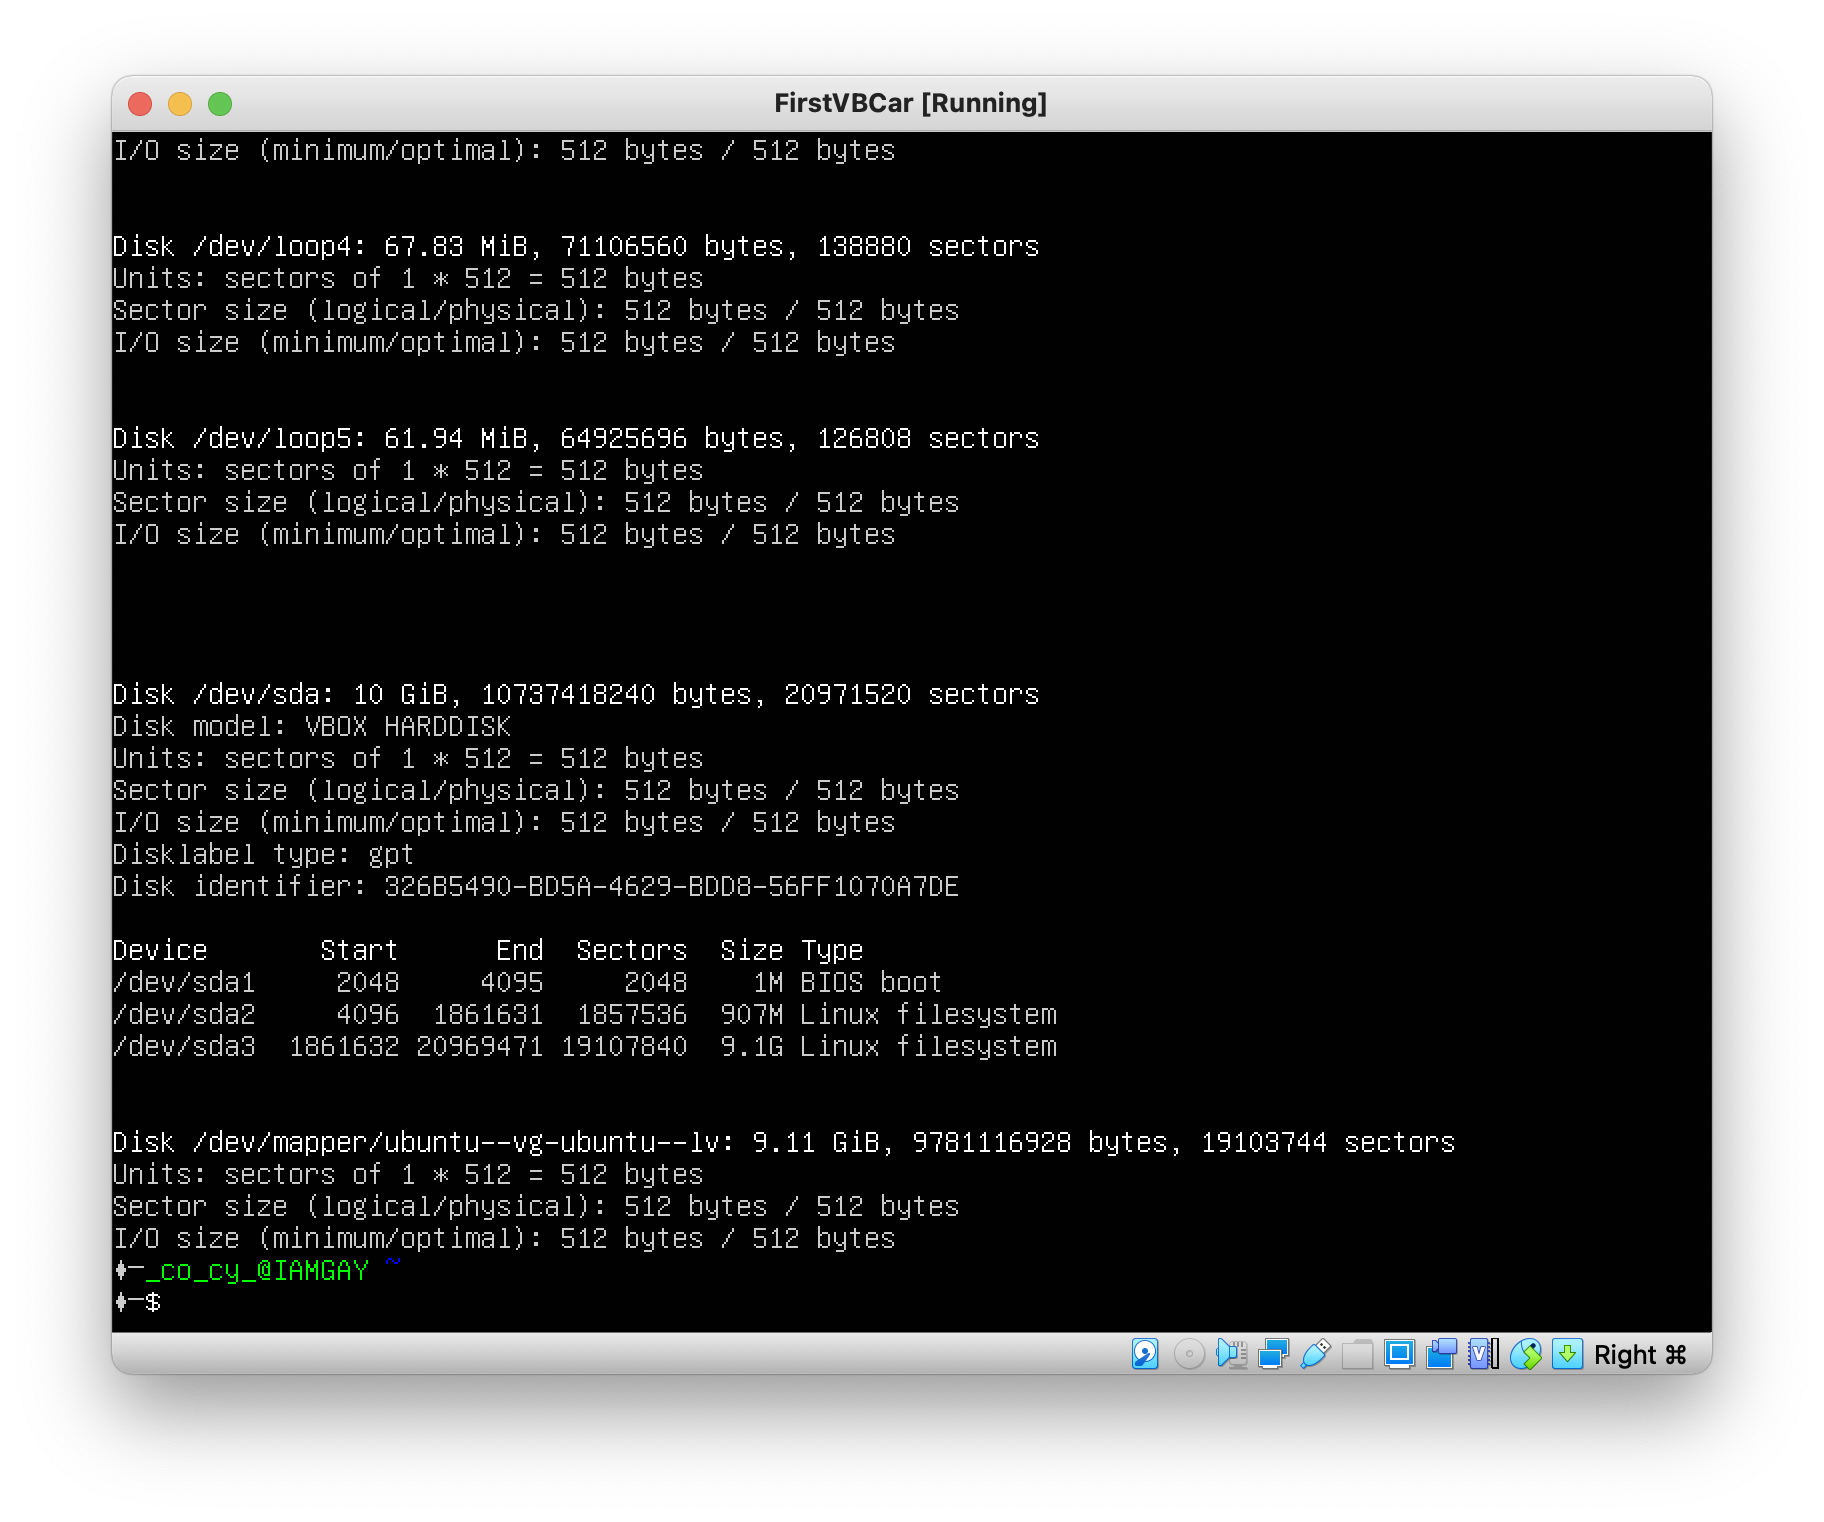 FirstVBCar [Running]
I/O size (minimum/optimal): 512 bytes / 512 bytes
Disk /dev/loop4: 67.83 MiB, 71106560 bytes, 138880 sectors
Units: sectors of 1 * 512 = 512 bytes
Sector size (logical/physical): 512 bytes / 512 bytes
I/O size (minimum/optimal): 512 bytes / 512 bytes
Disk /dev/loop5: 61.94 MiB, 64925696 bytes, 126808 sectors
Units: sectors of 1 * 512 = 512 bytes
Sector size (logical/physical): 512 bytes / 512 bytes
I/O size (minimum/optimal): 512 bytes / 512 bytes
Disk /dev/sda: 10 GiB, 10737418240 bytes, 20971520 sectors
Disk model: VBOX HARDDISK
Units: sectors of 1 * 512 = 512 bytes
Sector size (logical/physical): 512 bytes / 512 bytes
I/O size (minimum/optimal): 512 bytes / 512 bytes
Disklabel type: gpt
Disk identifier: 326B5490-BD5A-4629-BDD8-56FF1070A7DE
Device Start End Sectors Size Type
/dev/sda1 2048 4095 2048 1M BIOS boot
/dev/sda2 4096 1861631 1857536 907M Linux filesystem
/dev/sda3 1861632 20969471 19107840 9.1G Linux filesystem
Disk /dev/mapper/ubuntu--vg-ubuntu--lv: 9.11 GiB, 9781116928 bytes, 19103744 sectors
Units: sectors of 1 * 512 = 512 bytes
Sector size (logical/physical): 512 bytes / 512 bytes
I/O size (minimum/optimal): 512 bytes / 512 bytes
♦─_co_cy_@IAMGAY ~
♦─$
Right ⌘